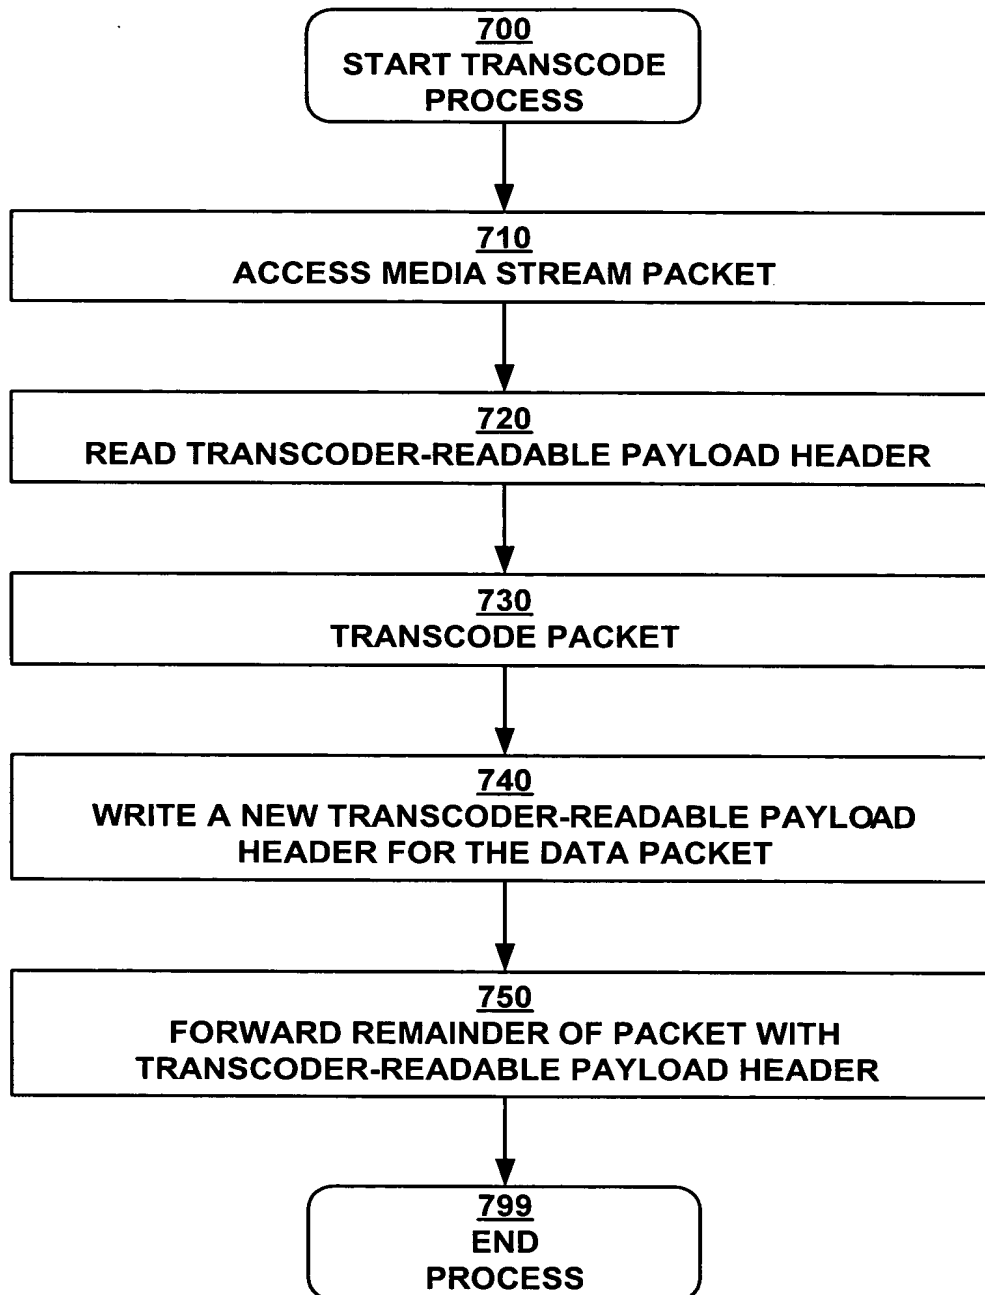 700
START TRANSCODE
PROCESS
710
ACCESS MEDIA STREAM PACKET
720
READ TRANSCODER-READABLE PAYLOAD HEADER
730
TRANSCODE PACKET
740
WRITE A NEW TRANSCODER-READABLE PAYLOAD
HEADER FOR THE DATA PACKET
750
FORWARD REMAINDER OF PACKET WITH
TRANSCODER-READABLE PAYLOAD HEADER
799
END
PROCESS